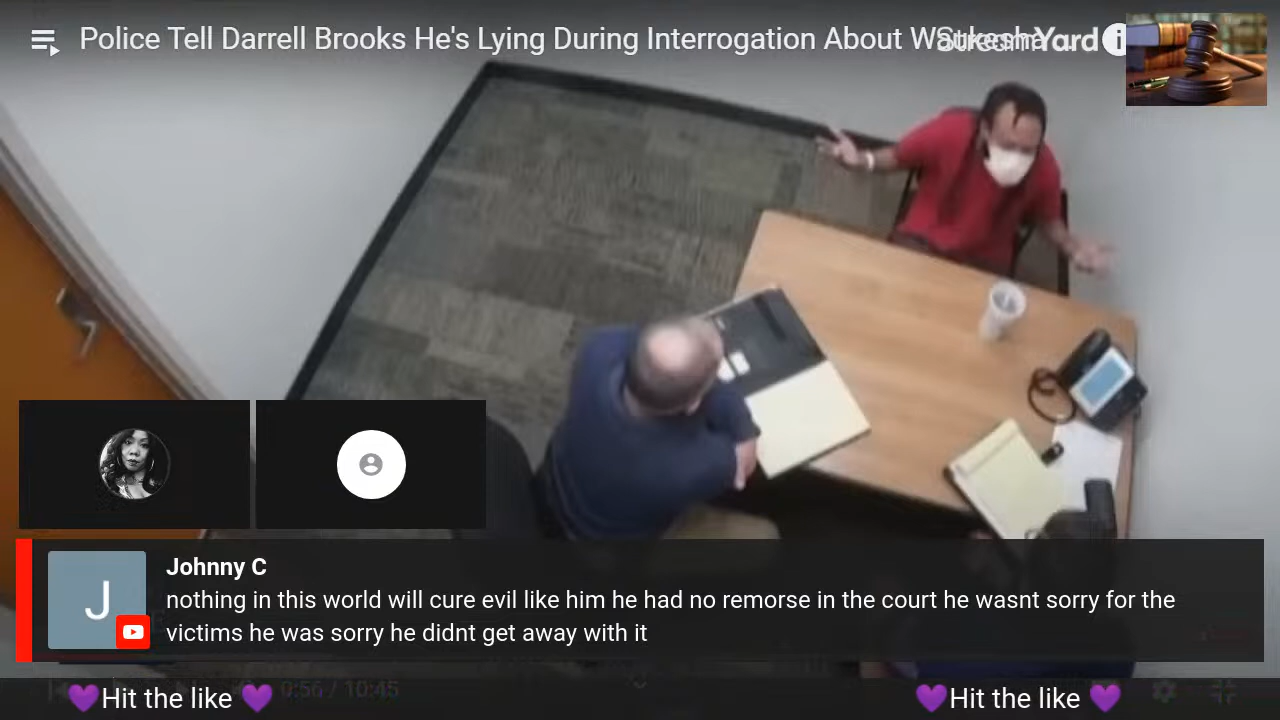 Police Tell Darrell Brooks He's Lying During Interrogation About Waukesha
StreamYard
Johnny C
J
nothing in this world will cure evil like him he had no remorse in the court he wasnt sorry for the
victims he was sorry he didnt get away with it
0:56 / 10:45
💜Hit the like 💜
💜Hit the like 💜